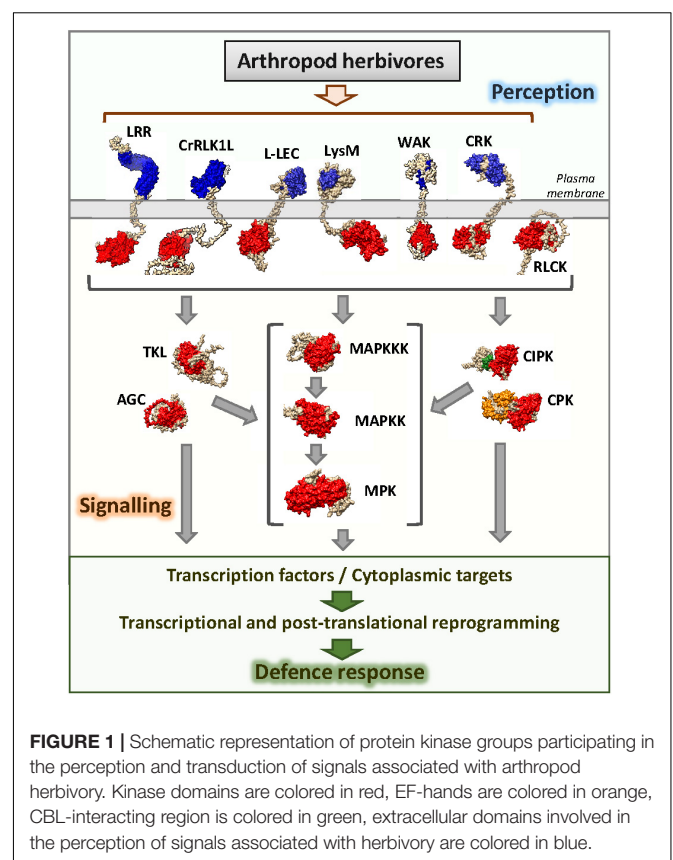 Arthropod herbivores
Perception
LRR
CrRLK1L
L-LEC
LysM
WAK
CRK
Plasma
membrane
RLCK
TKL
MAPKKK
CIPK
AGC
MAPKK
CPK
MPK
Signalling
Transcription factors / Cytoplasmic targets
Transcriptional and post-translational reprogramming
Defence response
FIGURE 1 | Schematic representation of protein kinase groups participating in
the perception and transduction of signals associated with arthropod
herbivory. Kinase domains are colored in red, EF-hands are colored in orange,
CBL-interacting region is colored in green, extracellular domains involved in
the perception of signals associated with herbivory are colored in blue.